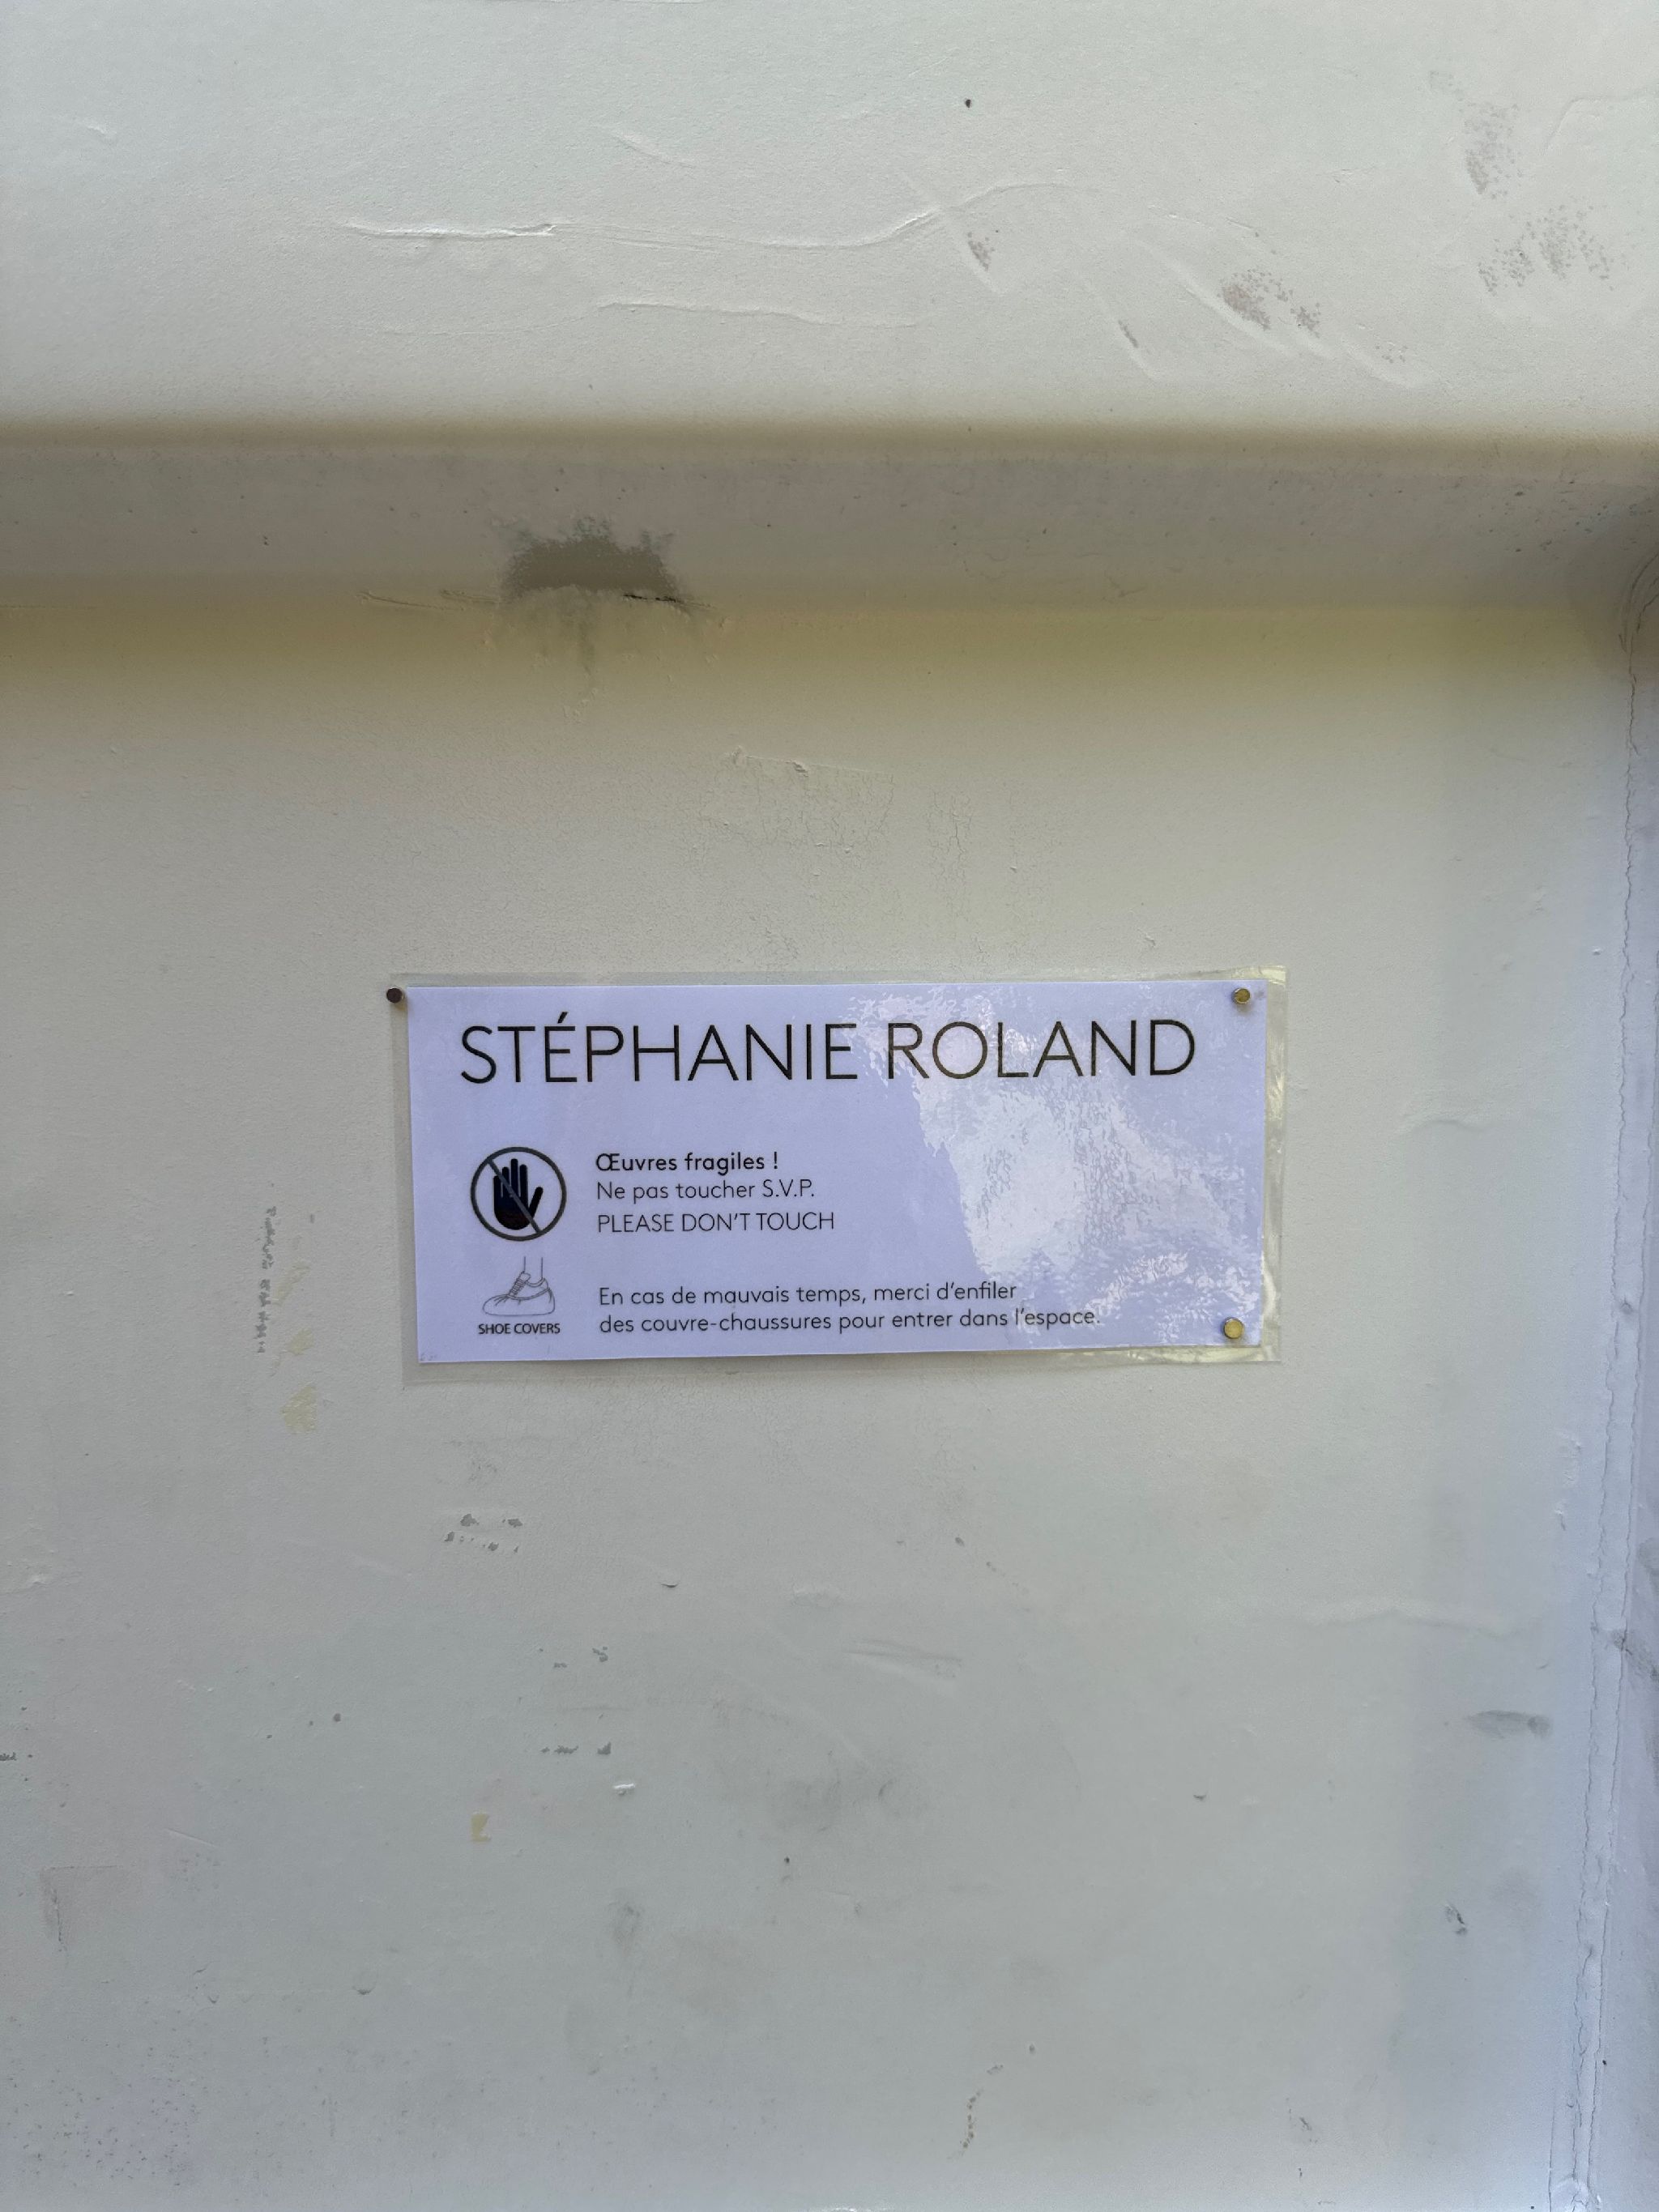 STÉPHANIE ROLAND
Œuvres fragiles !
Ne pas toucher S.V.P.
PLEASE DON'T TOUCH
En cas de mauvais temps, merci d'enfiler
des couvre-chaussures pour entrer dans l'espace.
SHOE COVERS